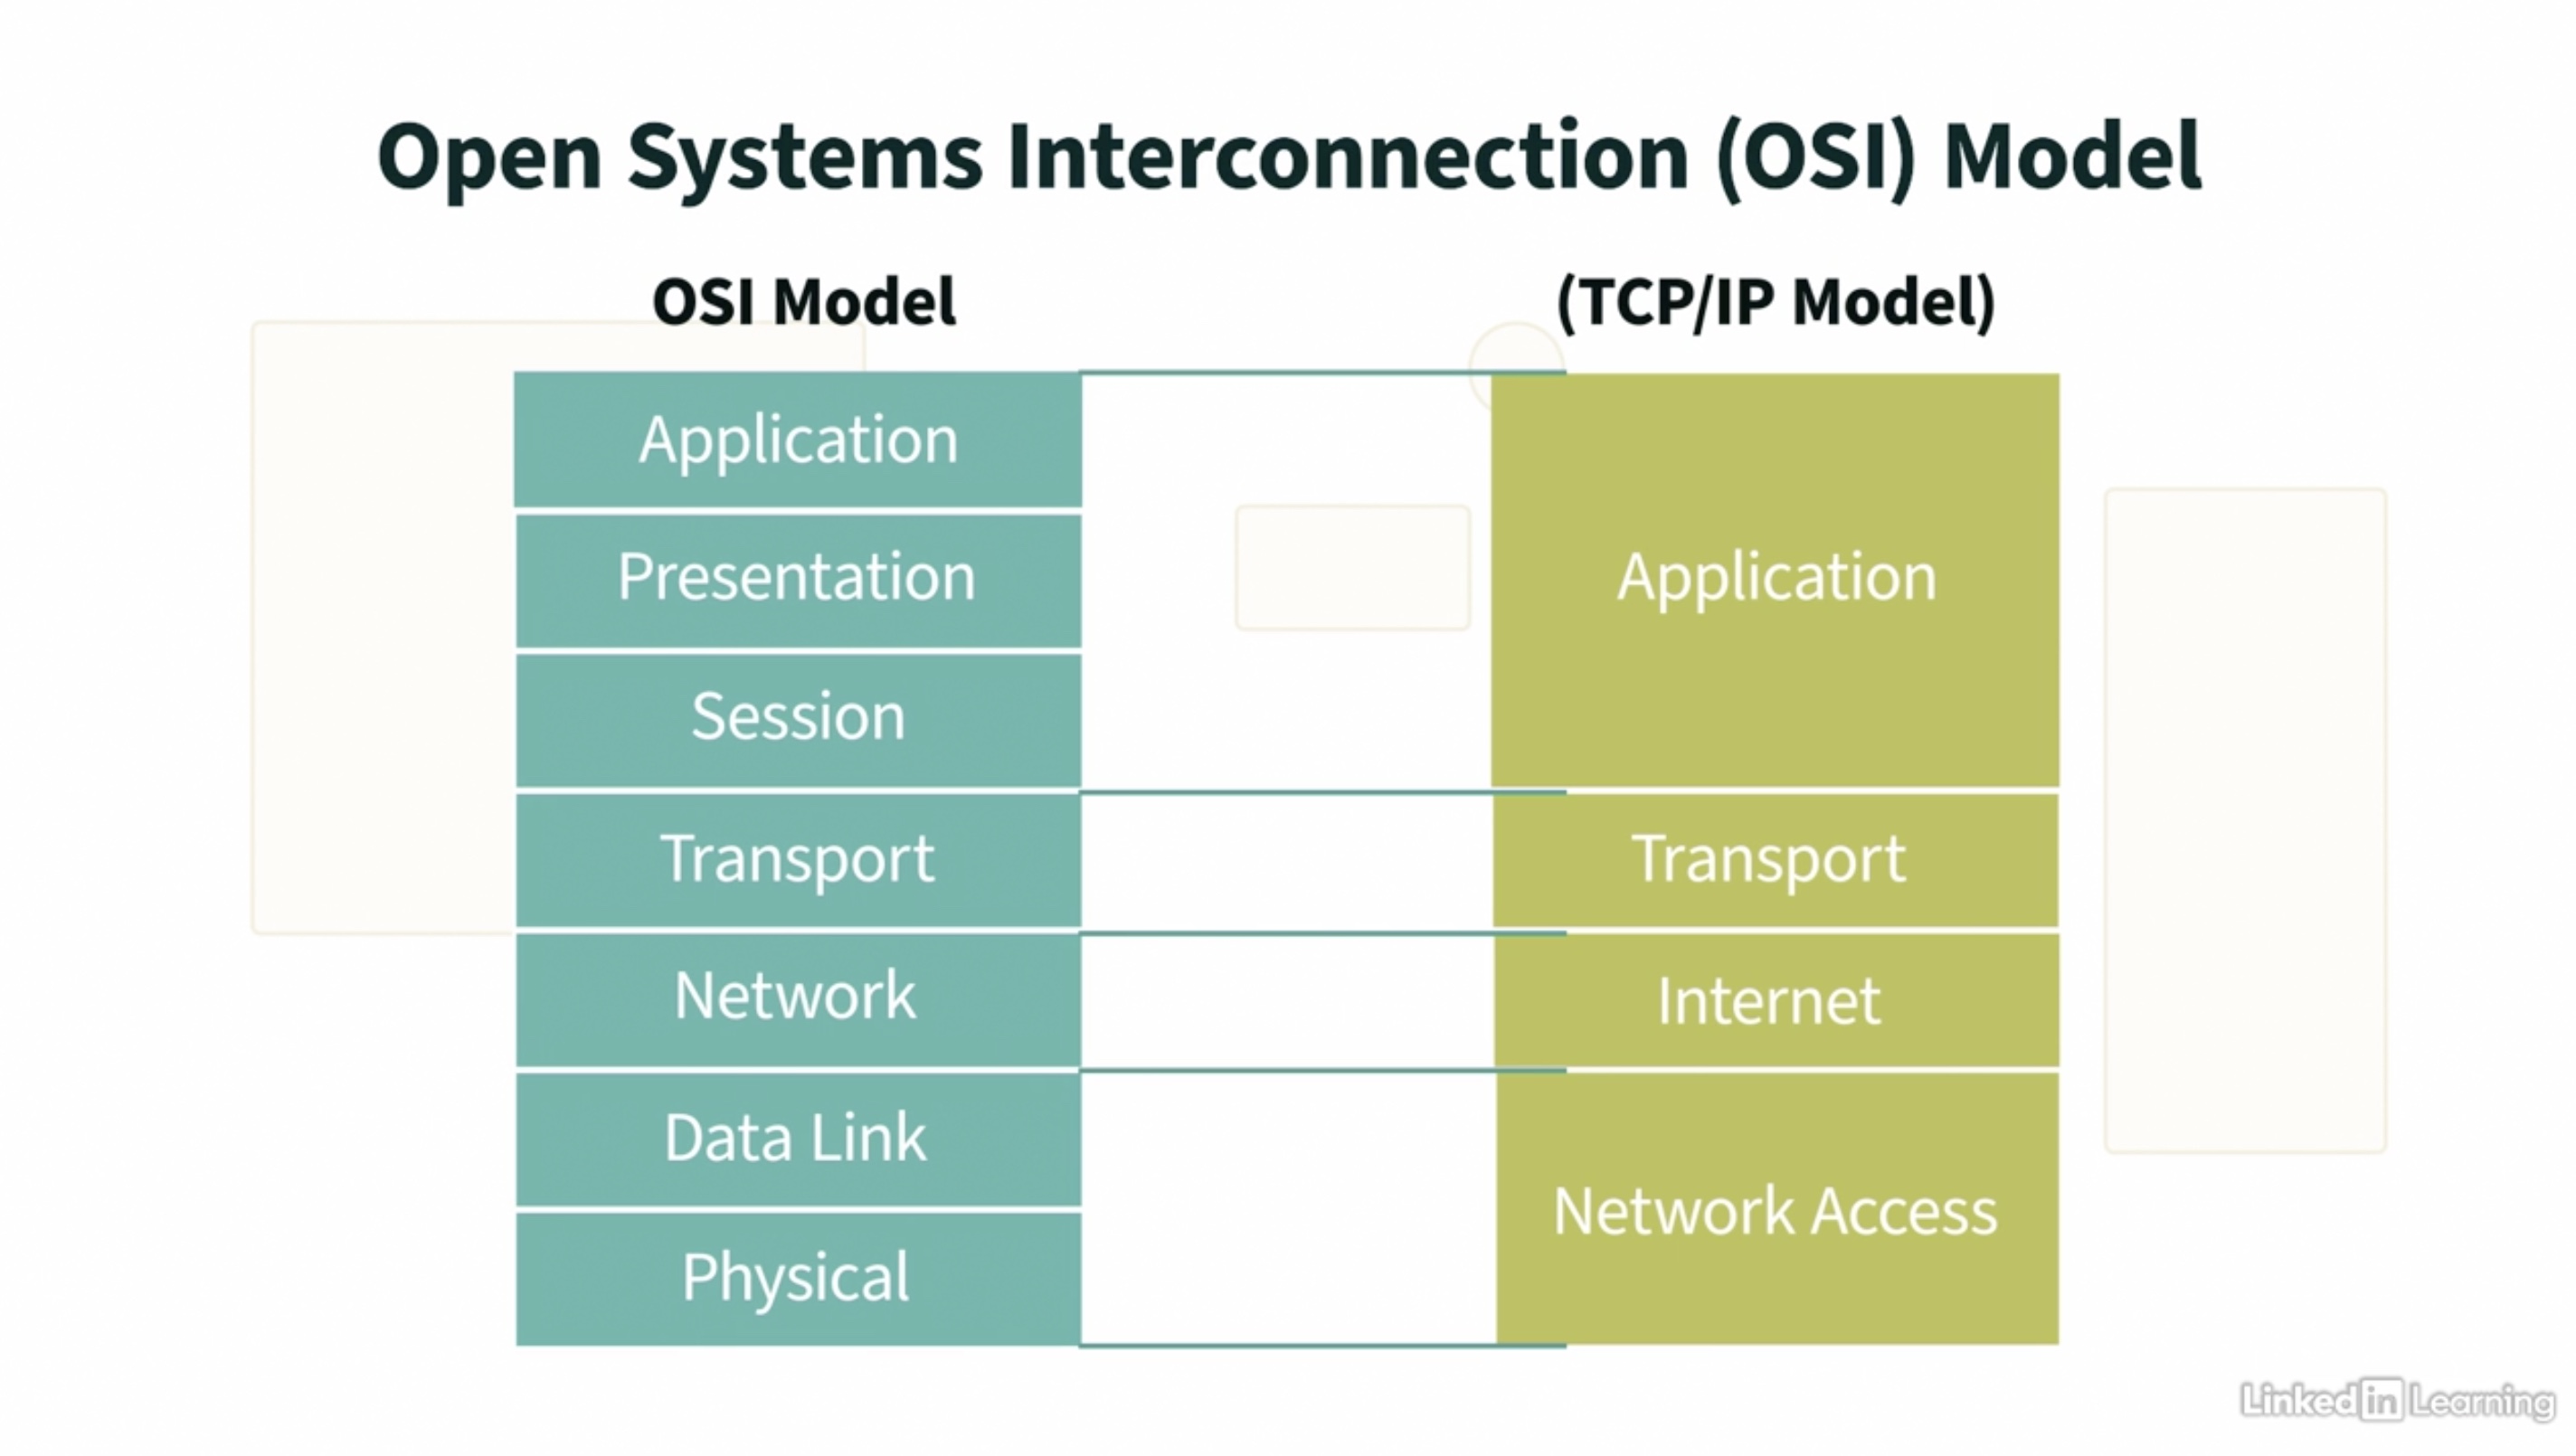 Open Systems Interconnection (OSI) Model
OSI Model
(TCP/IP Model)
Application
Presentation
Session
Transport
Network
Data Link
Physical
Application
Transport
Internet
Network Access
Linked in Learning